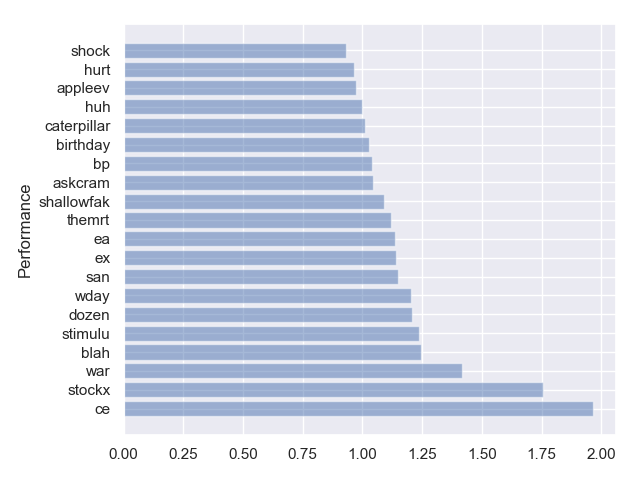 shock
hurt
appleev
huh
caterpillar
birthday
bp
askcram
shallowfak
themrt
ea
ex
san
wday
dozen
stimulu
blah
war
stockx
ce
Performance
0.00 0.25 0.50 0.75 1.00 1.25 1.50 1.75 2.00